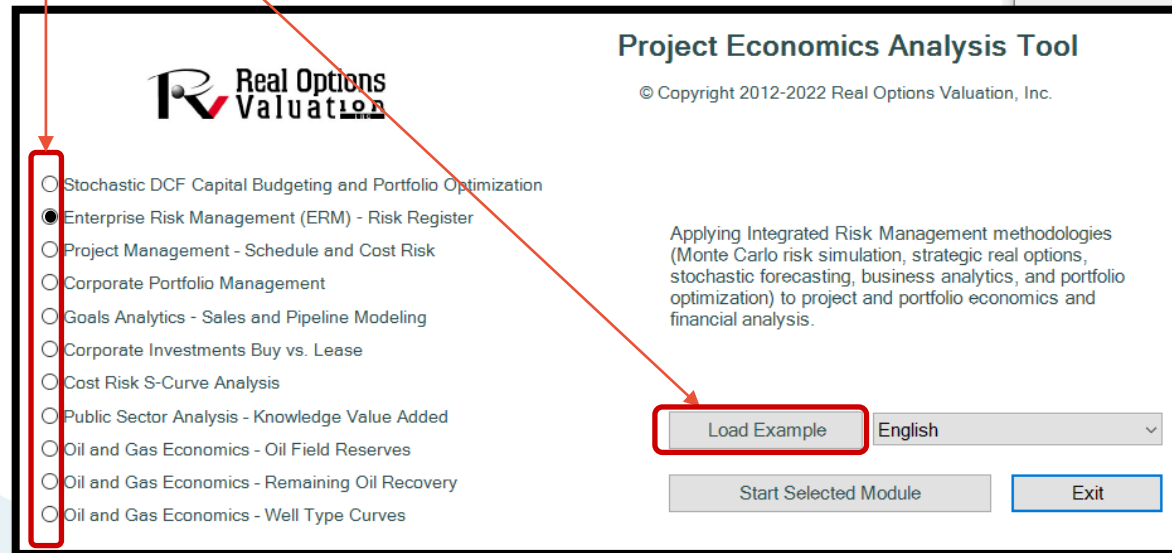 Project Economics Analysis Tool
Real Options
Valuation
© Copyright 2012-2022 Real Options Valuation, Inc.
Stochastic DCF Capital Budgeting and Portfolio Optimization
Enterprise Risk Management (ERM) - Risk Register
Project Management - Schedule and Cost Risk
Corporate Portfolio Management
Goals Analytics - Sales and Pipeline Modeling
Corporate Investments Buy vs. Lease
Cost Risk S-Curve Analysis
Public Sector Analysis - Knowledge Value Added
Oil and Gas Economics - Oil Field Reserves
Oil and Gas Economics - Remaining Oil Recovery
Oil and Gas Economics - Well Type Curves
Applying Integrated Risk Management methodologies
(Monte Carlo risk simulation, strategic real options,
stochastic forecasting, business analytics, and portfolio
optimization) to project and portfolio economics and
financial analysis.
Load Example
English
Start Selected Module
Exit